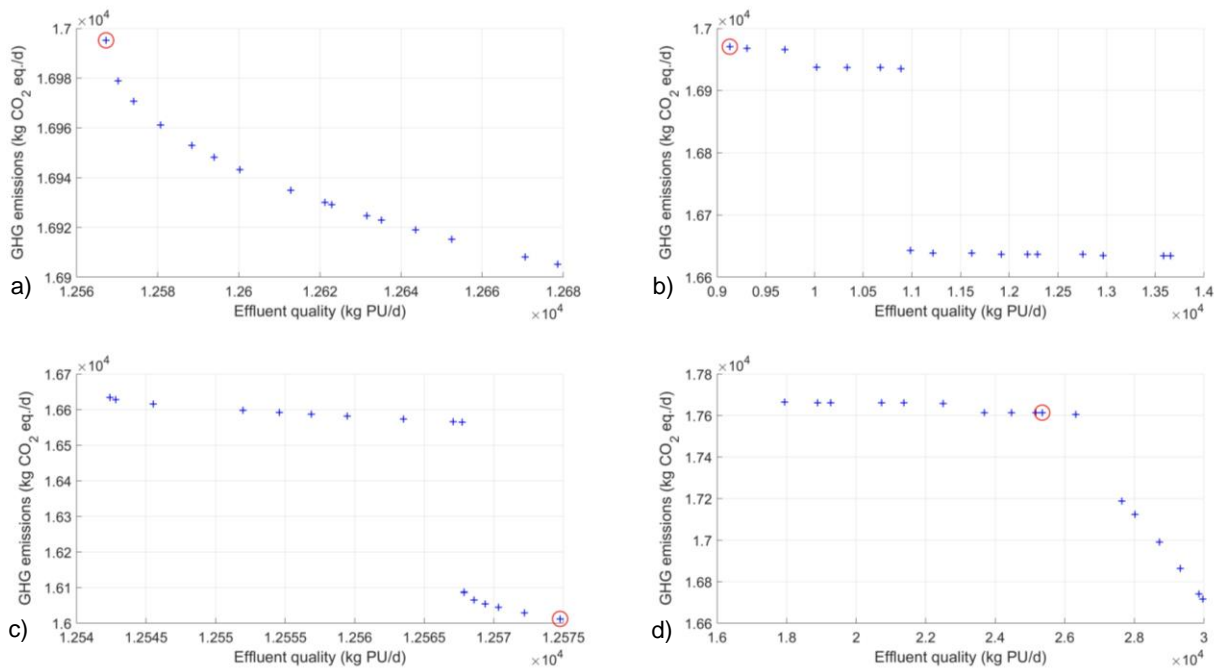 ×10⁴
1.7
1.698
1.696
1.694
1.692
1.69
GHG emissions (kg CO₂ eq./d)
1.256 1.258 1.26 1.262 1.264 1.266 1.268
Effluent quality (kg PU/d)
×10⁴
a)
×10⁴
1.7
1.69
1.68
1.67
1.66
GHG emissions (kg CO₂ eq./d)
0.9 0.95 1 1.05 1.1 1.15 1.2 1.25 1.3 1.35 1.4
Effluent quality (kg PU/d)
×10⁴
b)
×10⁴
1.67
1.66
1.65
1.64
1.63
1.62
1.61
1.6
GHG emissions (kg CO₂ eq./d)
1.254 1.2545 1.255 1.2555 1.256 1.2565 1.257 1.2575
Effluent quality (kg PU/d)
×10⁴
c)
×10⁴
1.78
1.76
1.74
1.72
1.7
1.68
1.66
GHG emissions (kg CO₂ eq./d)
1.6 1.8 2 2.2 2.4 2.6 2.8 3
Effluent quality (kg PU/d)
×10⁴
d)